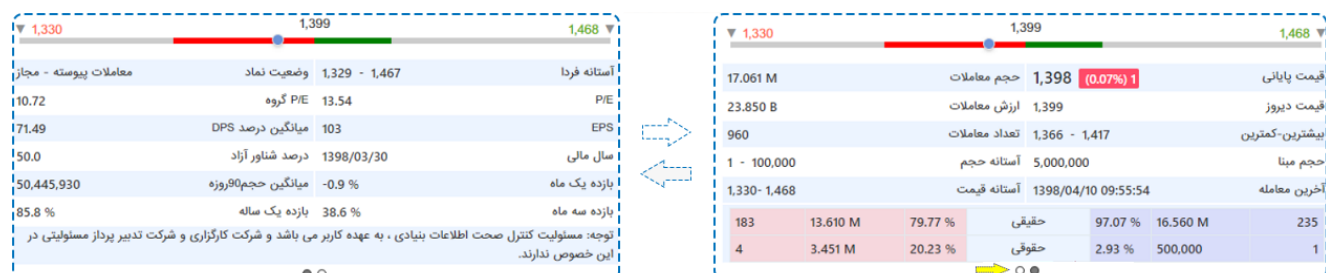 1,399
▼ 1,330 1,468 ▼
آستانه فردا 1,329 - 1,467 وضعیت نماد معاملات پیوسته - مجاز
P/E 13.54 P/E گروه 10.72
EPS 103 میانگین درصد DPS 71.49
سال مالی 1398/03/30 درصد شناور آزاد 50.0
بازده یک ماه -0.9 % میانگین حجم90روزه 50,445,930
بازده سه ماه 38.6 % بازده یک ساله 85.8 %
توجه: مسئولیت کنترل صحت اطلاعات بنیادی ، به عهده کاربر می باشد و شرکت کارگزاری و شرکت تدبیر پرداز مسئولیتی در
این خصوص ندارند.
1,399
▼ 1,330 1,468 ▼
قیمت پایانی 1,398 (0.07%) 1 حجم معاملات 17.061 M
قیمت دیروز 1,399 ارزش معاملات 23.850 B
بیشترین-کمترین 1,366 - 1,417 تعداد معاملات 960
حجم مبنا 5,000,000 آستانه حجم 1 - 100,000
آخرین معامله 1398/04/10 09:55:54 آستانه قیمت 1,330- 1,468
235 16.560 M 97.07 % حقیقی 79.77 % 13.610 M 183
1 500,000 2.93 % حقوقی 20.23 % 3.451 M 4